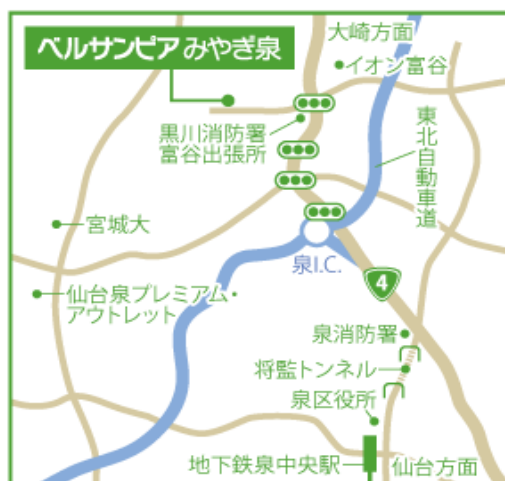 ベルサンピアみやぎ泉
大崎方面
イオン富谷
黒川消防署
富谷出張所
東北自動車道
宮城大
泉I.C.
仙台泉プレミアム・
アウトレット
4
泉消防署
将監トンネル
泉区役所
地下鉄泉中央駅
仙台方面